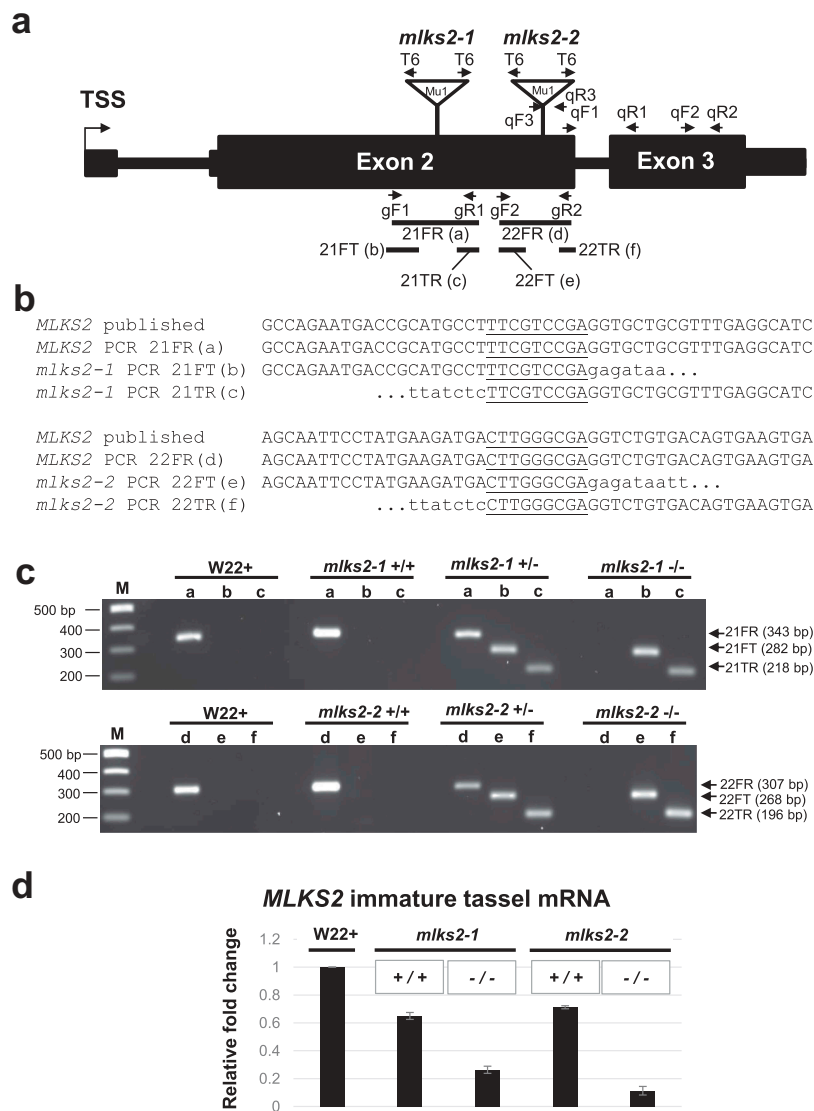 a
mlks2-1 mlks2-2
T6 T6 T6 T6
Mu1 Mu1
TSS
qR3
qF3 qF1 qR1 qF2 qR2
Exon 2 Exon 3
gF1 gR1 gF2 gR2
21FR (a) 22FR (d)
21FT (b) 22TR (f)
21TR (c) 22FT (e)
b
MLKS2 published GCCAGAATGACCGCATGCCTTTCGTCCGAGGTGCTGCGTTTGAGGCATC
MLKS2 PCR 21FR(a) GCCAGAATGACCGCATGCCTTTCGTCCGAGGTGCTGCGTTTGAGGCATC
mlks2-1 PCR 21FT(b) GCCAGAATGACCGCATGCCTTTCGTCCGAgagataa...
mlks2-1 PCR 21TR(c) ...ttatctcTTCGTCCGAGGTGCTGCGTTTGAGGCATC
MLKS2 published AGCAATTCCTATGAAGATGACTTGGGCGAGGTCTGTGACAGTGAAGTGA
MLKS2 PCR 22FR(d) AGCAATTCCTATGAAGATGACTTGGGCGAGGTCTGTGACAGTGAAGTGA
mlks2-2 PCR 22FT(e) AGCAATTCCTATGAAGATGACTTGGGCGAgagataatt...
mlks2-2 PCR 22TR(f) ...ttatctcCTTGGGCGAGGTCTGTGACAGTGAAGTGA
c
W22+ mlks2-1 +/+ mlks2-1 +/- mlks2-1 -/-
M a b c a b c a b c a b c
500 bp
400
300
200
21FR (343 bp)
21FT (282 bp)
21TR (218 bp)
W22+ mlks2-2 +/+ mlks2-2 +/- mlks2-2 -/-
M d e f d e f d e f d e f
500 bp
400
300
200
22FR (307 bp)
22FT (268 bp)
22TR (196 bp)
d
MLKS2 immature tassel mRNA
W22+ mlks2-1 mlks2-2
+/+ -/- +/+ -/-
Relative fold change
1.2
1
0.8
0.6
0.4
0.2
0